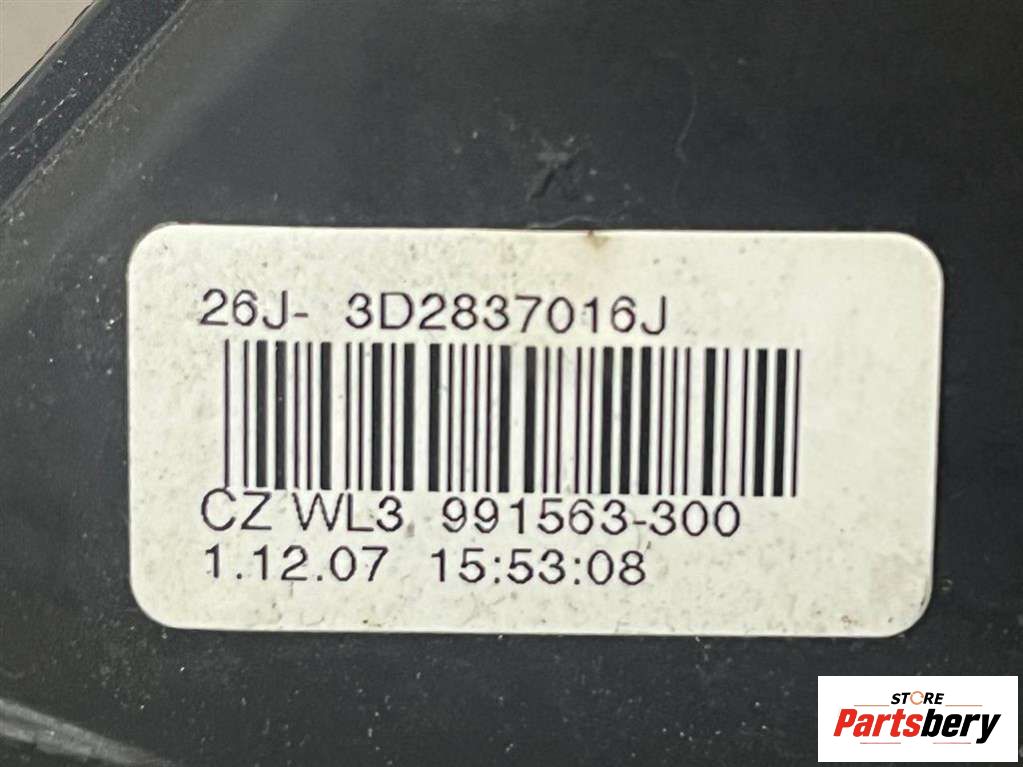 26J- 3D2837016J
CZ WL3 991563-300
1.12.07 15:53:08
STORE
Partsbery